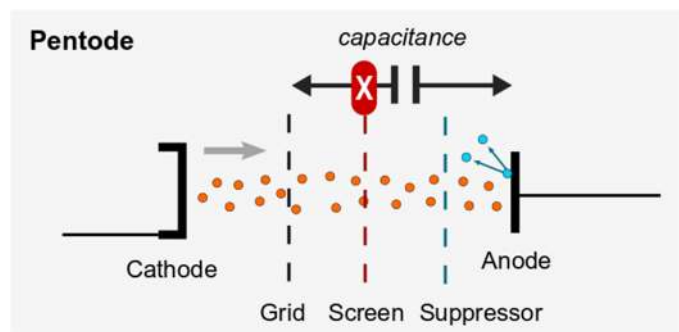 Pentode
capacitance
X
Cathode
Anode
Grid Screen Suppressor